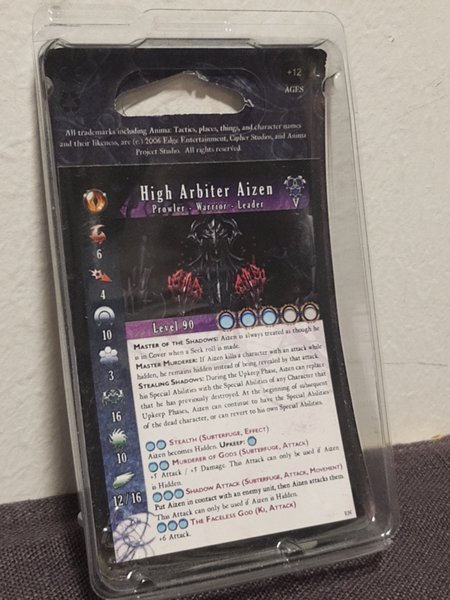 +12
AGES
All trademarks including Anima: Tactics, places, things, and character names
and their likeness, are (c.) 2006 Edge Entertainment, Cipher Studios, and Anima
Project Studio. All rights reserved.
High Arbiter Aizen
Prowler - Warrior - Leader
V
6
4
10
3
16
10
12/16
Level 90
Master of the Shadows: Aizen is always treated as though he
is in Cover when a Seek roll is made.
Master Murderer: If Aizen kills a character with an attack while
hidden, he remains hidden instead of being revealed by that attack.
Stealing Shadows: During the Upkeep Phase, Aizen can replace
his Special Abilities with the Special Abilities of any Character that
he has previously destroyed. At the beginning of subsequent
Upkeep Phases, Aizen can continue to have the Special Abilities
of the dead character, or can revert to his own Special Abilities.
Stealth (Subterfuge, Effect)
Aizen becomes Hidden. Upkeep:
Murderer of Gods (Subterfuge, Attack)
+5 Attack / +5 Damage. This Attack can only be used if Aizen
is Hidden.
Shadow Attack (Subterfuge, Attack, Movement)
Put Aizen in contact with an enemy unit, then Aizen attacks them.
This Attack can only be used if Aizen is Hidden.
The Faceless God (Ki, Attack)
+6 Attack.